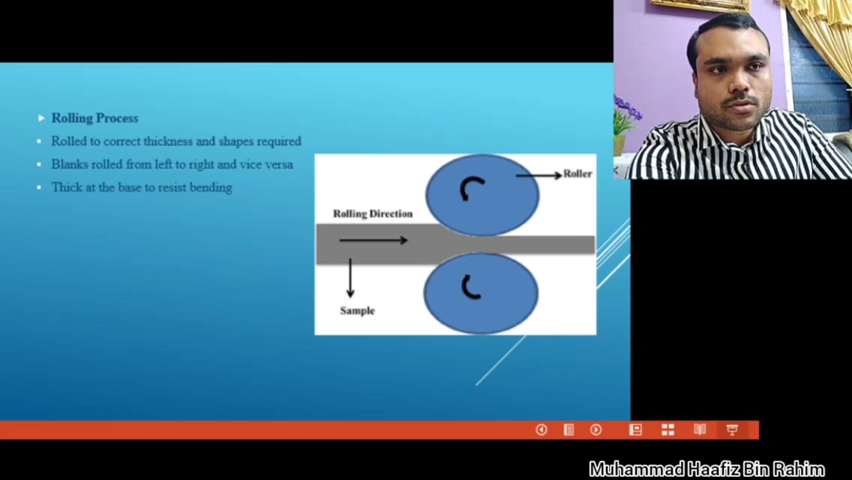 Rolling Process
Rolled to correct thickness and shapes required
Blanks rolled from left to right and vice versa
Thick at the base to resist bending
Roller
Rolling Direction
Sample
Muhammad Haafiz Bin Rahim